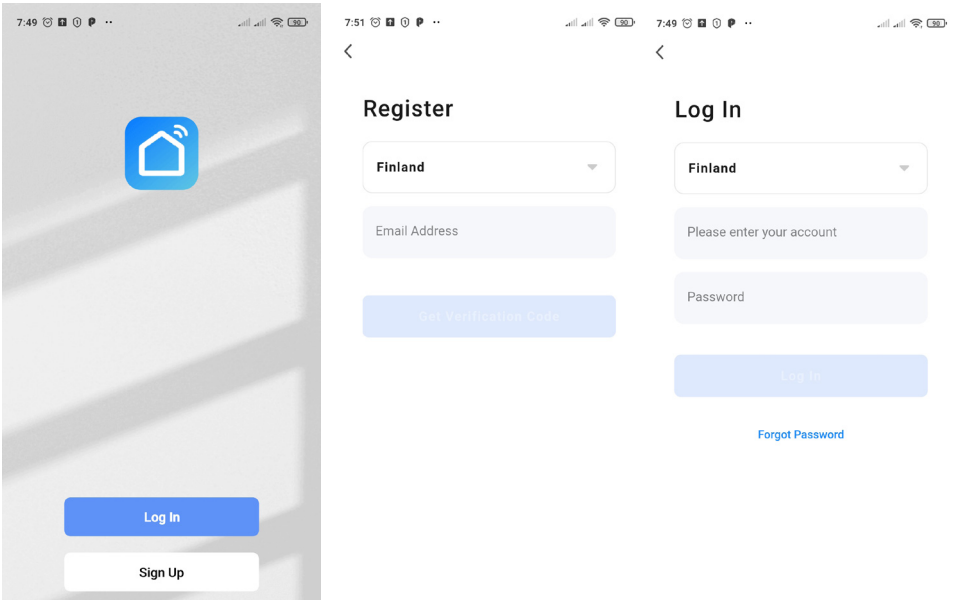 7:49
90
Log In
Sign Up
7:51
90
Register
Finland
Email Address
Get Verification Code
7:49
90
Log In
Finland
Please enter your account
Password
Log In
Forgot Password